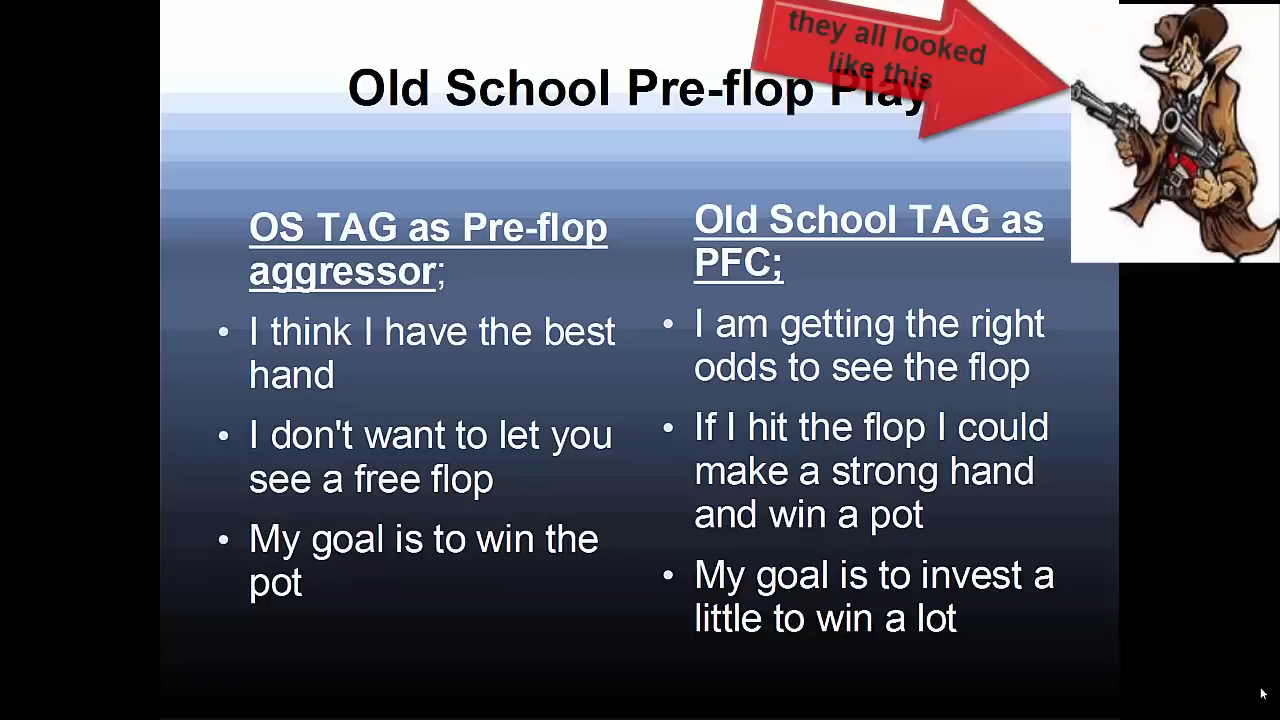 they all looked
like this
Old School Pre-flop Play
OS TAG as Pre-flop
aggressor;
• I think I have the best
hand
• I don't want to let you
see a free flop
• My goal is to win the
pot
Old School TAG as
PFC;
• I am getting the right
odds to see the flop
• If I hit the flop I could
make a strong hand
and win a pot
• My goal is to invest a
little to win a lot